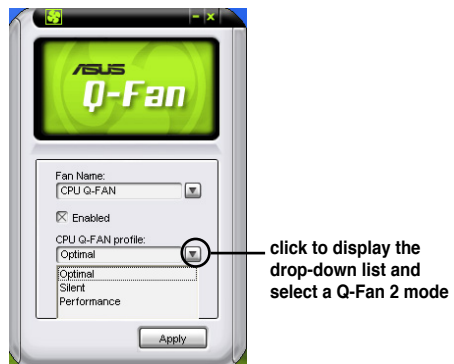 ASUS
Q-Fan
Fan Name:
CPU Q-FAN
Enabled
CPU Q-FAN profile:
Optimal
Optimal
Silent
Performance
Apply
click to display the
drop-down list and
select a Q-Fan 2 mode